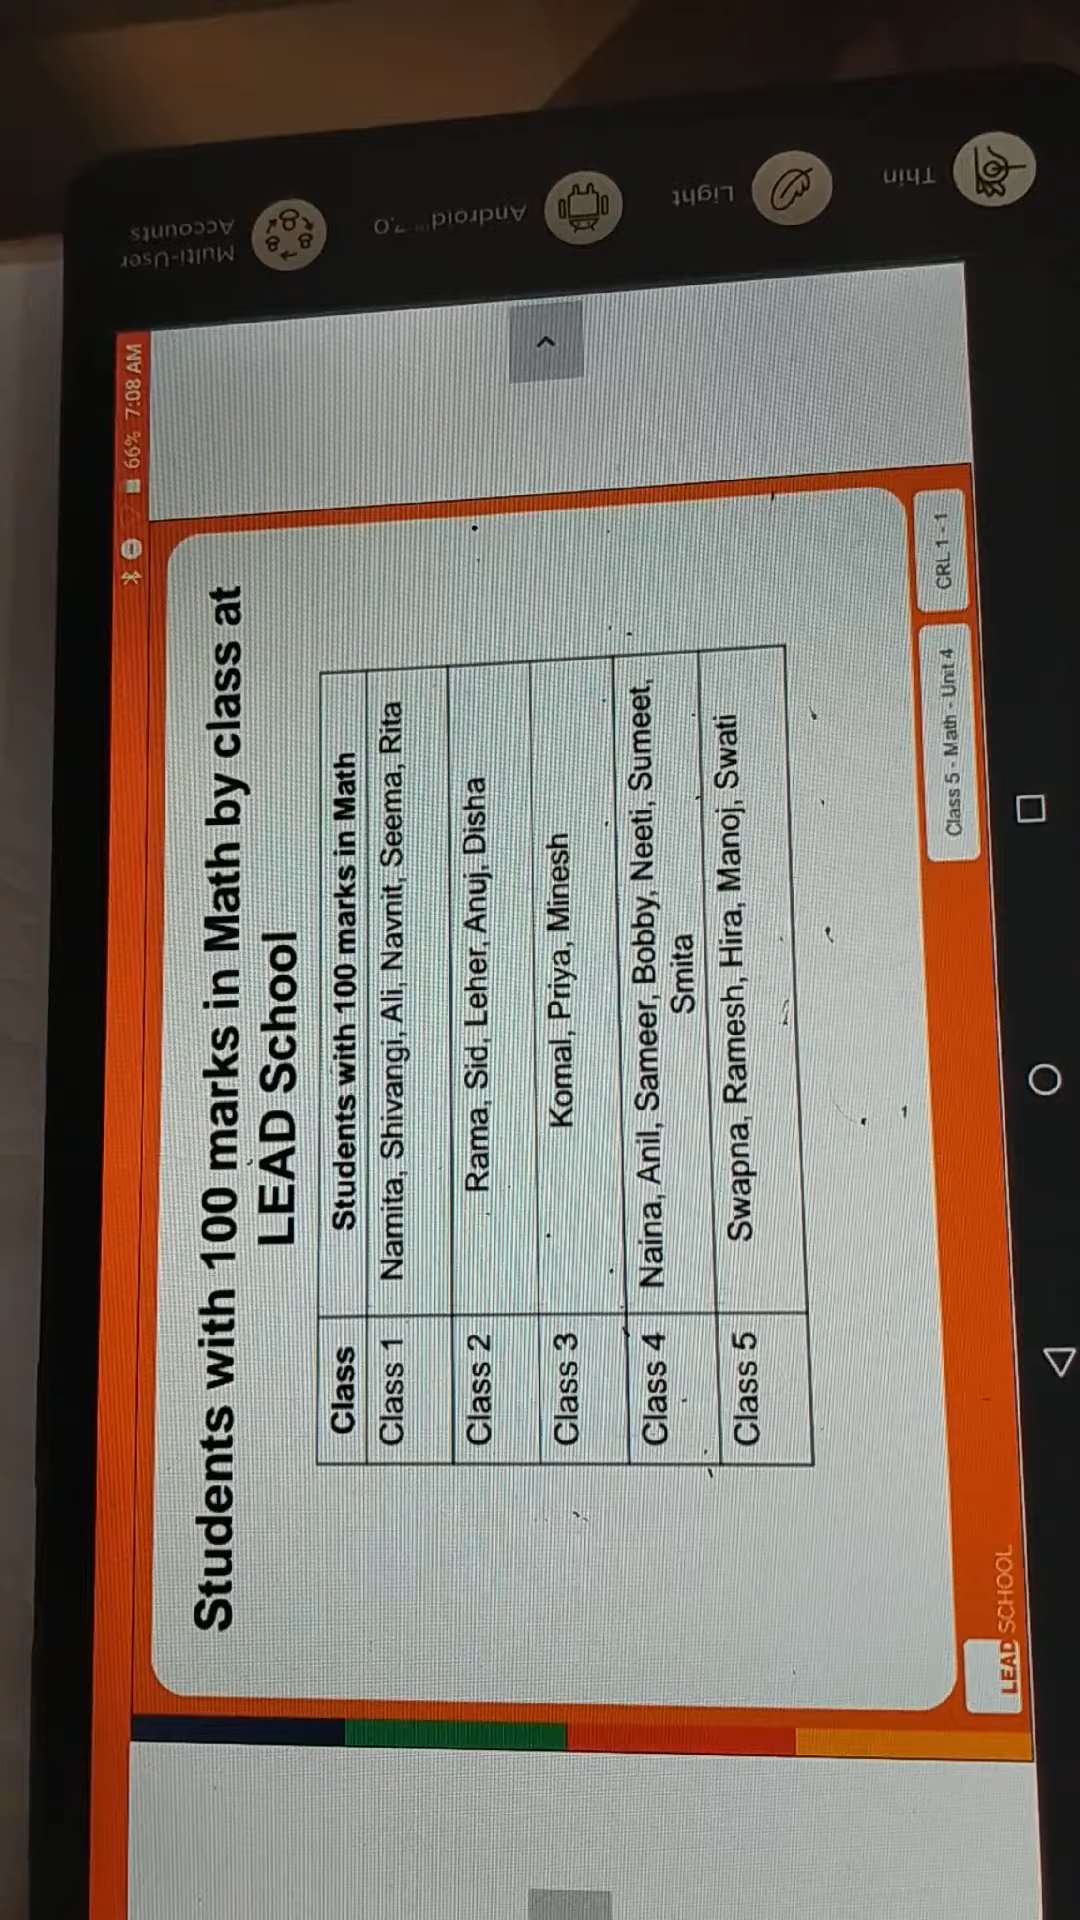 Multi-User
Accounts
Android™ 7.0
Light
Thin
66% 7:08 AM
Students with 100 marks in Math by class at
LEAD School
Class Students with 100 marks in Math
Class 1 Namita, Shivangi, Ali, Navnit, Seema, Rita
Class 2 Rama, Sid, Leher, Anuj, Disha
Class 3 Komal, Priya, Minesh
Class 4 Naina, Anil, Sameer, Bobby, Neeti, Sumeet,
Smita
Class 5 Swapna, Ramesh, Hira, Manoj, Swati
LEAD SCHOOL
Class 5 - Math - Unit 4
CRL 1 - 1